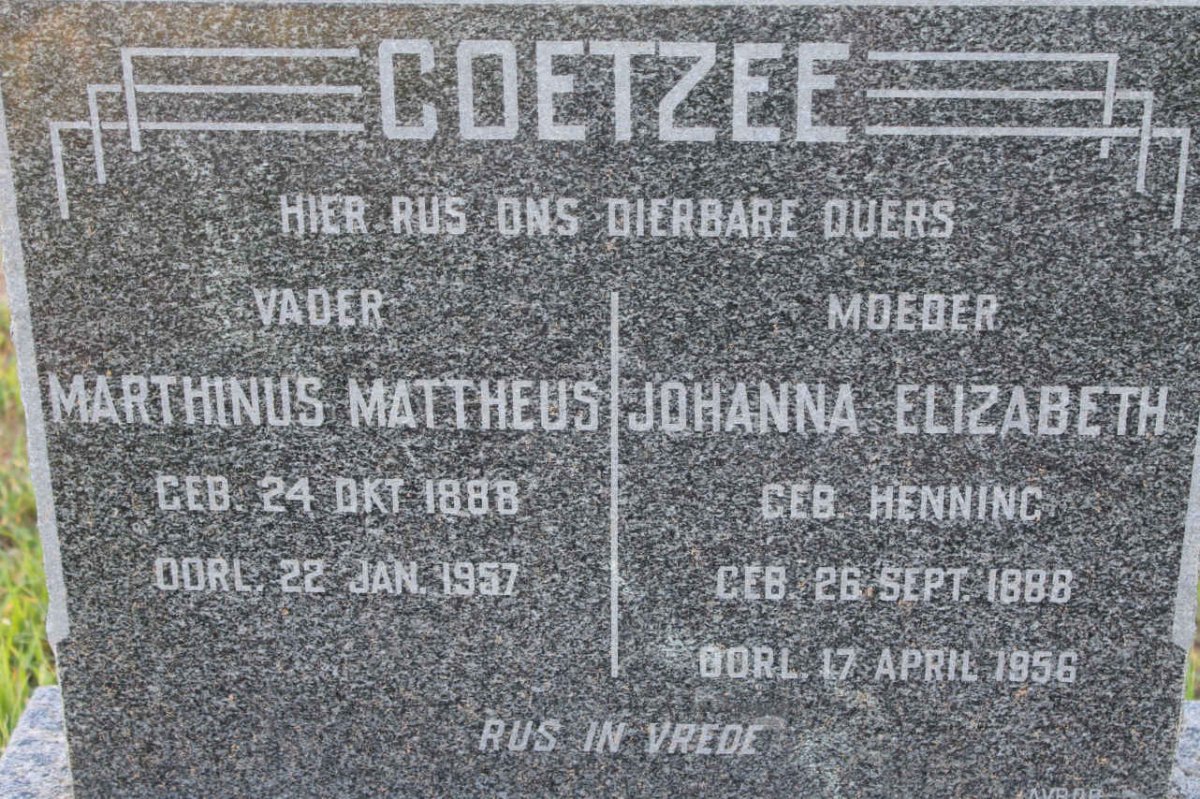 COETZEE
HIER RUS ONS DIERBARE OUERS
VADER
MARTHINUS MATTHEUS
GEB. 24 OKT 1888
OORL. 22 JAN. 1957
MOEDER
JOHANNA ELIZABETH
GEB. HENNING
GEB. 26 SEPT. 1888
OORL. 17 APRIL 1956
RUS IN VREDE